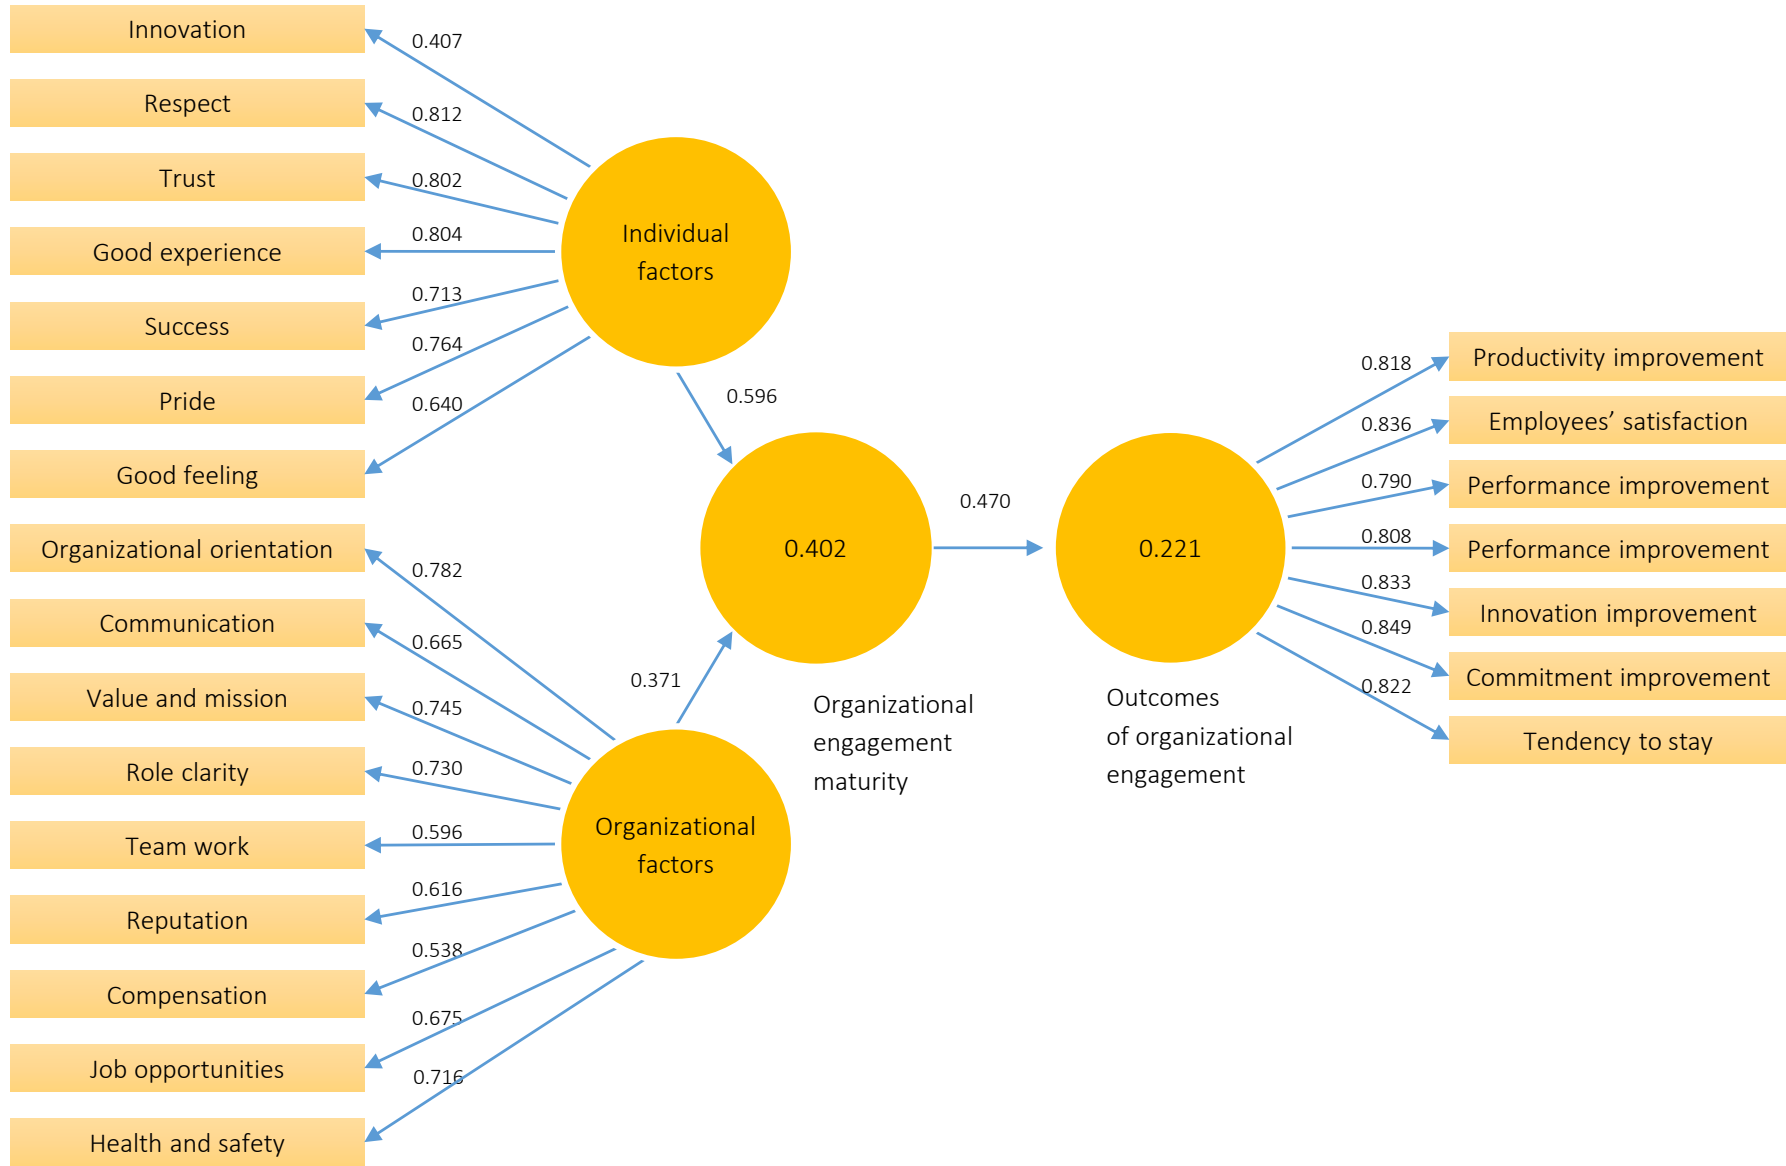 Innovation
0.407
Respect
0.812
Trust
0.802
Good experience
0.804
Success
0.713
Pride
0.764
Good feeling
0.640
Individual
factors
0.596
Organizational orientation
0.782
Communication
0.665
Value and mission
0.745
Role clarity
0.730
Team work
0.596
Reputation
0.616
Compensation
0.538
Job opportunities
0.675
Health and safety
0.716
Organizational
factors
0.371
0.402
Organizational
engagement
maturity
0.470
0.221
Outcomes
of organizational
engagement
0.818
Productivity improvement
0.836
Employees’ satisfaction
0.790
Performance improvement
0.808
Performance improvement
0.833
Innovation improvement
0.849
Commitment improvement
0.822
Tendency to stay